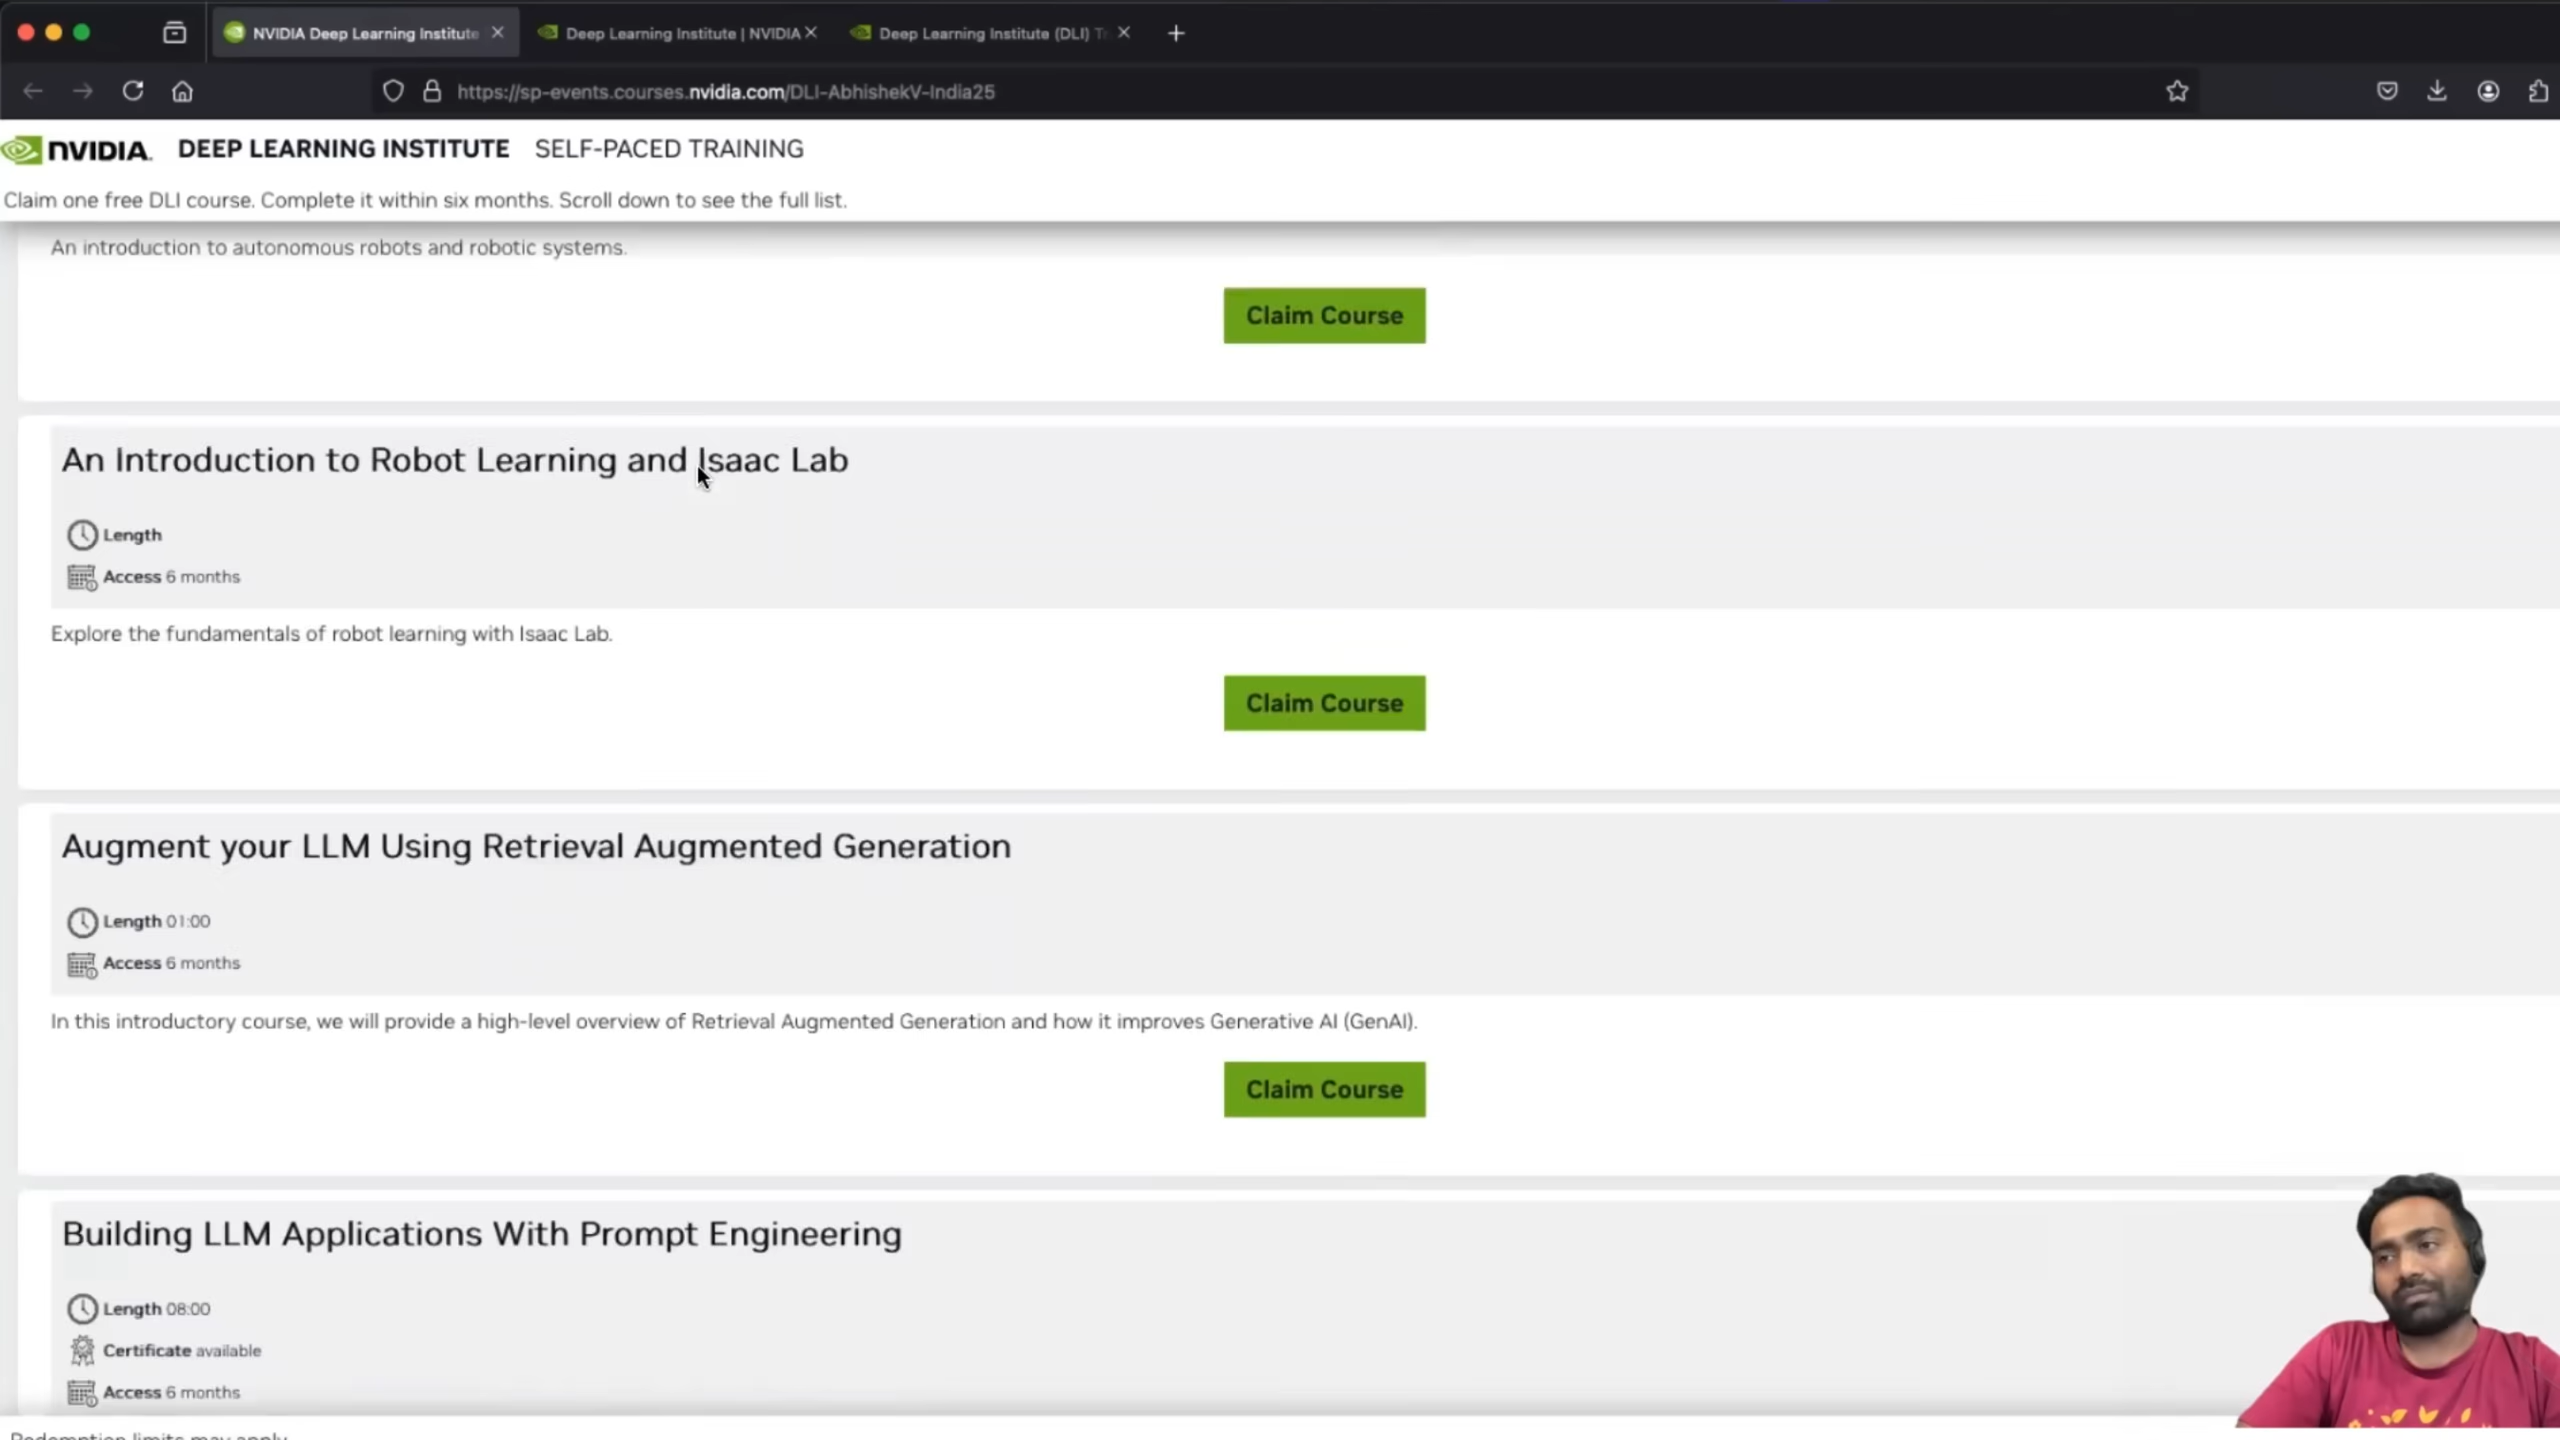 NVIDIA Deep Learning Institute
Deep Learning Institute | NVIDIA
Deep Learning Institute (DLI) T
https://sp-events.courses.nvidia.com/DLI-AbhishekV-India25
NVIDIA. DEEP LEARNING INSTITUTE SELF-PACED TRAINING
Claim one free DLI course. Complete it within six months. Scroll down to see the full list.
An introduction to autonomous robots and robotic systems.
Claim Course
An Introduction to Robot Learning and Isaac Lab
Length
Access 6 months
Explore the fundamentals of robot learning with Isaac Lab.
Claim Course
Augment your LLM Using Retrieval Augmented Generation
Length 01:00
Access 6 months
In this introductory course, we will provide a high-level overview of Retrieval Augmented Generation and how it improves Generative AI (GenAI).
Claim Course
Building LLM Applications With Prompt Engineering
Length 08:00
Certificate available
Access 6 months
Redemption limits may apply